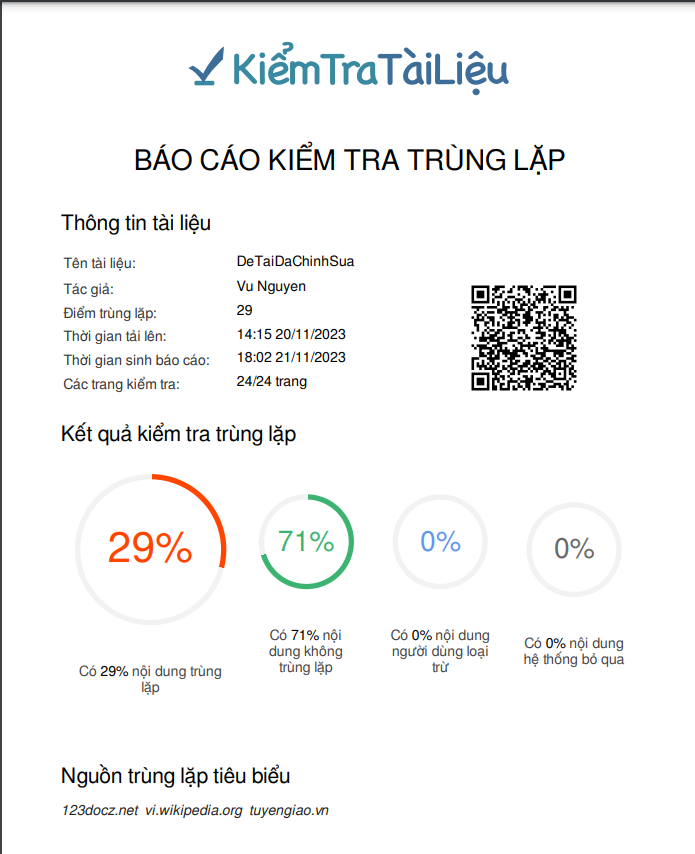 KiểmTraTàiLiệu
BÁO CÁO KIỂM TRA TRÙNG LẶP
Thông tin tài liệu
Tên tài liệu: DeTaiDaChinhSua
Tác giả: Vu Nguyen
Điểm trùng lặp: 29
Thời gian tải lên: 14:15 20/11/2023
Thời gian sinh báo cáo: 18:02 21/11/2023
Các trang kiểm tra: 24/24 trang
Kết quả kiểm tra trùng lặp
29% 71% 0% 0%
Có 29% nội dung trùng
lặp
Có 71% nội
dung không
trùng lặp
Có 0% nội dung
người dùng loại
trừ
Có 0% nội dung
hệ thống bỏ qua
Nguồn trùng lặp tiêu biểu
123docz.net vi.wikipedia.org tuyengiao.vn